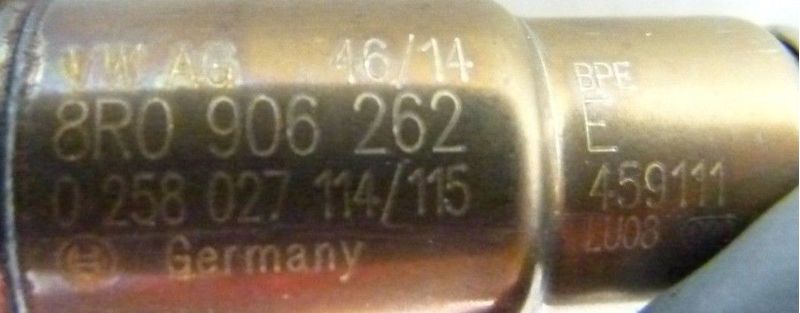 VW AG 46/14
8R0 906 262
0 258 027 114/115
Germany
BPE
E
459111
LU08